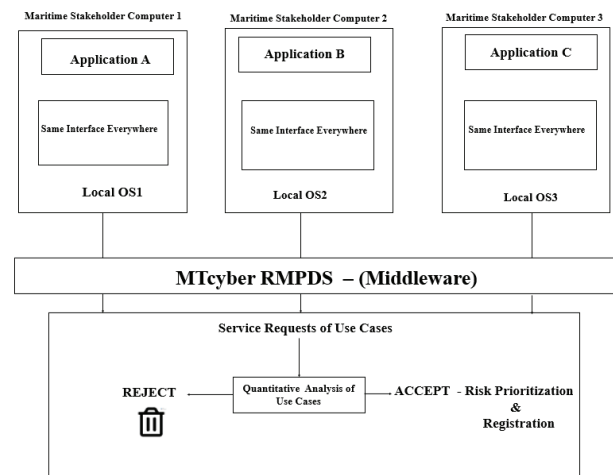 Maritime Stakeholder Computer 1
Maritime Stakeholder Computer 2
Maritime Stakeholder Computer 3
Application A
Application B
Application C
Same Interface Everywhere
Same Interface Everywhere
Same Interface Everywhere
Local OS1
Local OS2
Local OS3
MTcyber RMPDS – (Middleware)
Service Requests of Use Cases
REJECT
Quantitative Analysis of
Use Cases
ACCEPT - Risk Prioritization
&
Registration